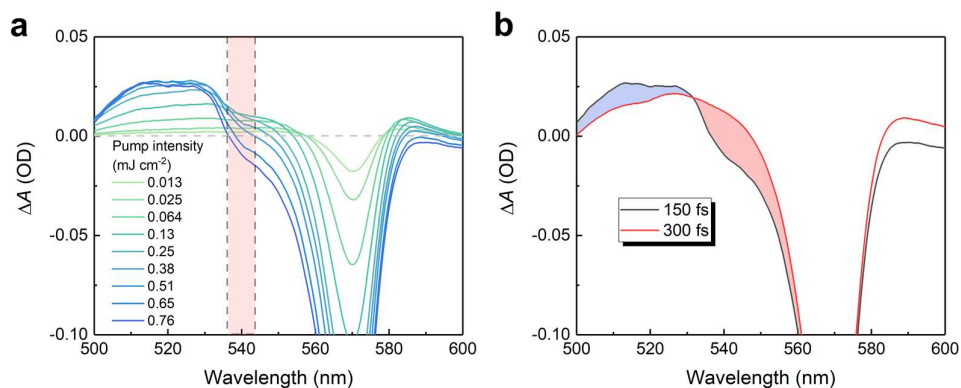 a
0.05
0.00
-0.05
-0.10
ΔA (OD)
Pump intensity
(mJ cm-2)
0.013
0.025
0.064
0.13
0.25
0.38
0.51
0.65
0.76
500
520
540
560
580
600
Wavelength (nm)
b
0.05
0.00
-0.05
-0.10
ΔA (OD)
150 fs
300 fs
500
520
540
560
580
600
Wavelength (nm)